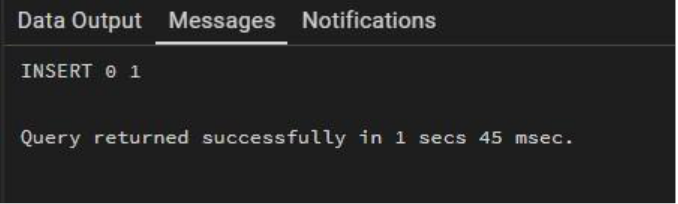 Data Output Messages Notifications
INSERT 0 1
Query returned successfully in 1 secs 45 msec.